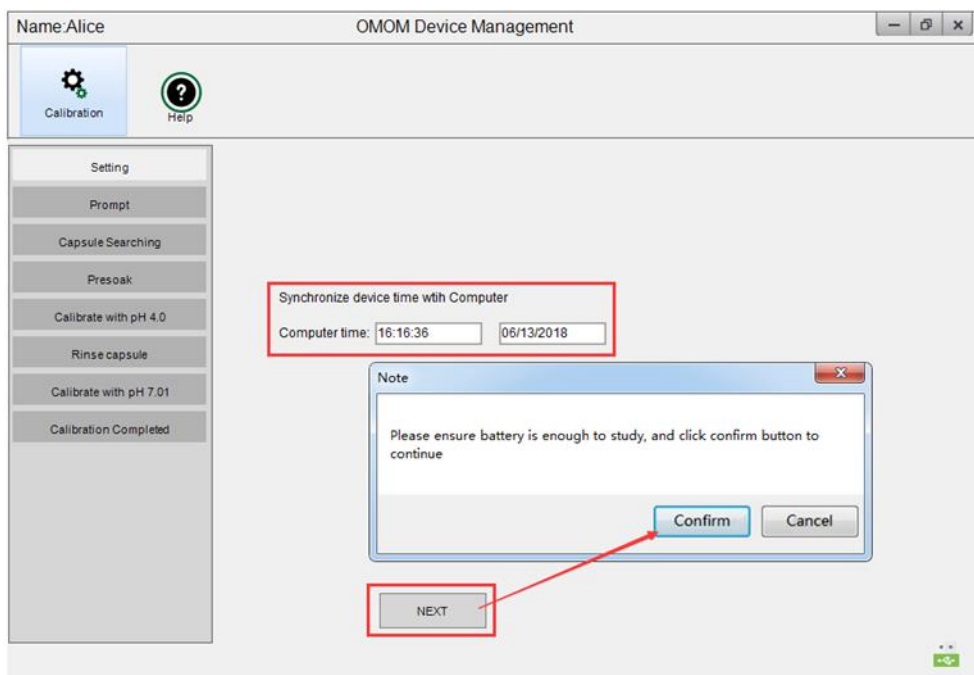 Name:Alice
OMOM Device Management
Calibration
Help
Setting
Prompt
Capsule Searching
Presoak
Calibrate with pH 4.0
Rinse capsule
Calibrate with pH 7.01
Calibration Completed
Synchronize device time wtih Computer
Computer time: 16:16:36 06/13/2018
Note
Please ensure battery is enough to study, and click confirm button to
continue
Confirm Cancel
NEXT